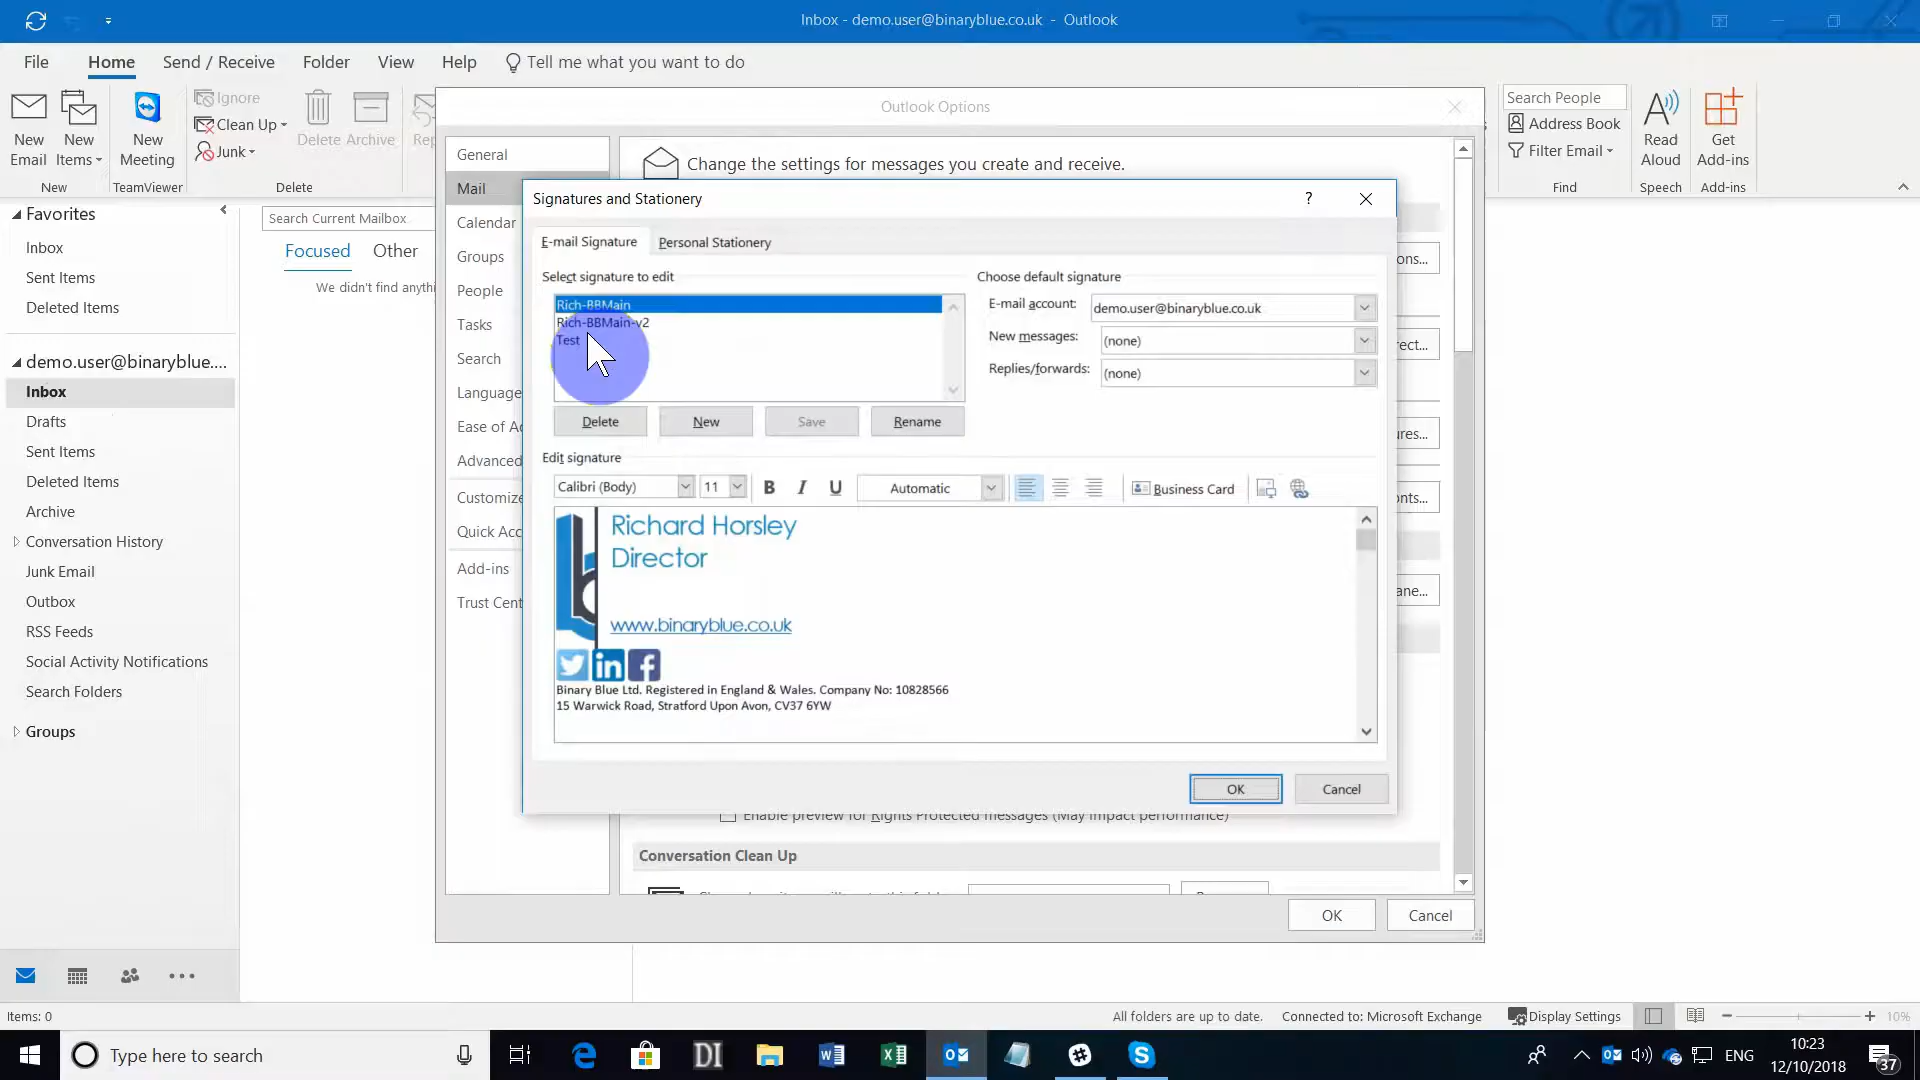 Inbox - demo.user@binaryblue.co.uk - Outlook
File Home Send / Receive Folder View Help Tell me what you want to do
New Email
New Items
New Meeting
Ignore
Clean Up
Junk
Delete
Archive
New
TeamViewer
Delete
Search People
Address Book
Filter Email
Read Aloud
Get Add-ins
Find
Speech
Add-ins
Favorites
Inbox
Sent Items
Deleted Items
demo.user@binaryblue....
Inbox
Drafts
Sent Items
Deleted Items
Archive
Conversation History
Junk Email
Outbox
RSS Feeds
Social Activity Notifications
Search Folders
Groups
Search Current Mailbox
Focused Other
We didn't find anythi
Outlook Options
General
Mail
Calendar
Groups
People
Tasks
Search
Language
Ease of Ac
Advanced
Customize
Quick Acc
Add-ins
Trust Cent
Change the settings for messages you create and receive.
ons...
rect...
ures...
onts...
ane...
Signatures and Stationery ?
E-mail Signature Personal Stationery
Select signature to edit
Rich-BBMain
Rich-BBMain-v2
Test
Delete New Save Rename
Choose default signature
E-mail account: demo.user@binaryblue.co.uk
New messages: (none)
Replies/forwards: (none)
Edit signature
Calibri (Body) 11 B I U Automatic Business Card
Richard Horsley
Director
www.binaryblue.co.uk
in f
Binary Blue Ltd. Registered in England & Wales. Company No: 10828566
15 Warwick Road, Stratford Upon Avon, CV37 6YW
OK Cancel
Enable preview for Rights Protected messages (May impact performance)
Conversation Clean Up
OK Cancel
Items: 0 All folders are up to date. Connected to: Microsoft Exchange Display Settings 10%
Type here to search DI ENG
10:23
12/10/2018
37